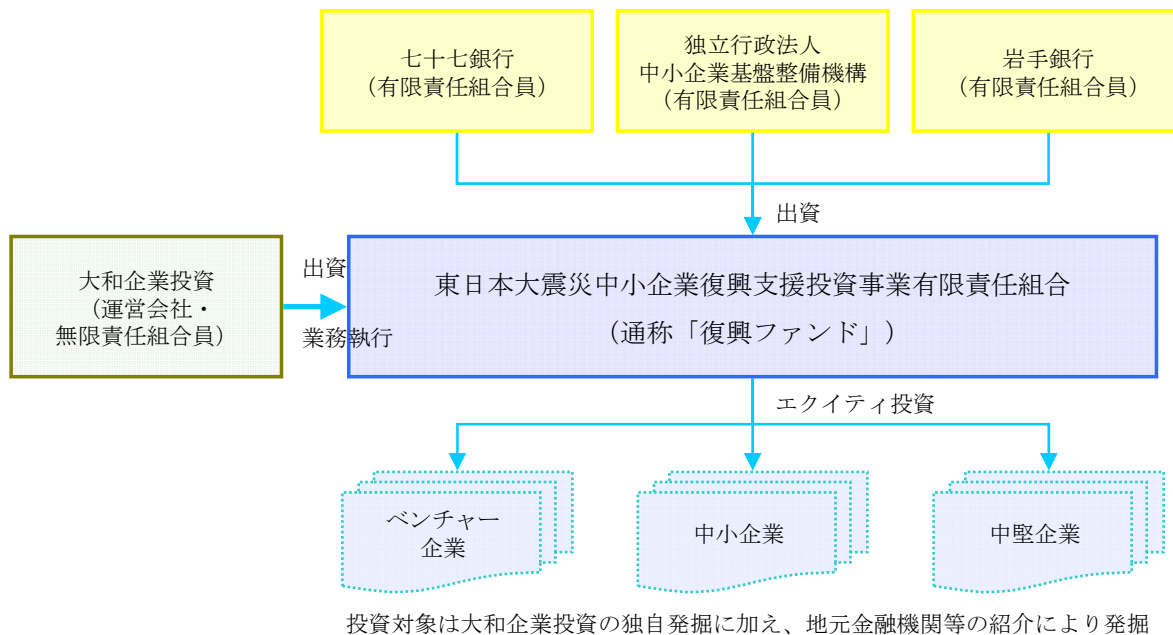 七十七銀行
（有限責任組合員）
独立行政法人
中小企業基盤整備機構
（有限責任組合員）
岩手銀行
（有限責任組合員）
出資
大和企業投資
（運営会社・
無限責任組合員）
出資
業務執行
東日本大震災中小企業復興支援投資事業有限責任組合
（通称「復興ファンド」）
エクイティ投資
ベンチャー
企業
中小企業
中堅企業
投資対象は大和企業投資の独自発掘に加え、地元金融機関等の紹介により発掘